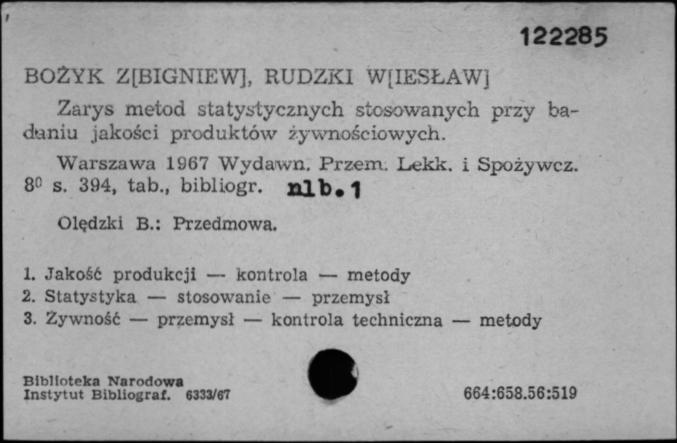 122285
BOŻYK Z[BIGNIEW], RUDZKI W[IESŁAW]
Zarys metod statystycznych stosowanych przy ba-
daniu jakości produktów żywnościowych.
Warszawa 1967 Wydawn. Przem. Lekk. i Spożywcz.
8⁰ s. 394, tab., bibliogr. nlb. 1
Olędzki B.: Przedmowa.
1. Jakość produkcji — kontrola — metody
2. Statystyka — stosowanie — przemysł
3. Żywność — przemysł — kontrola techniczna — metody
Biblioteka Narodowa
Instytut Bibliograf. 6333/67
664:658.56:519